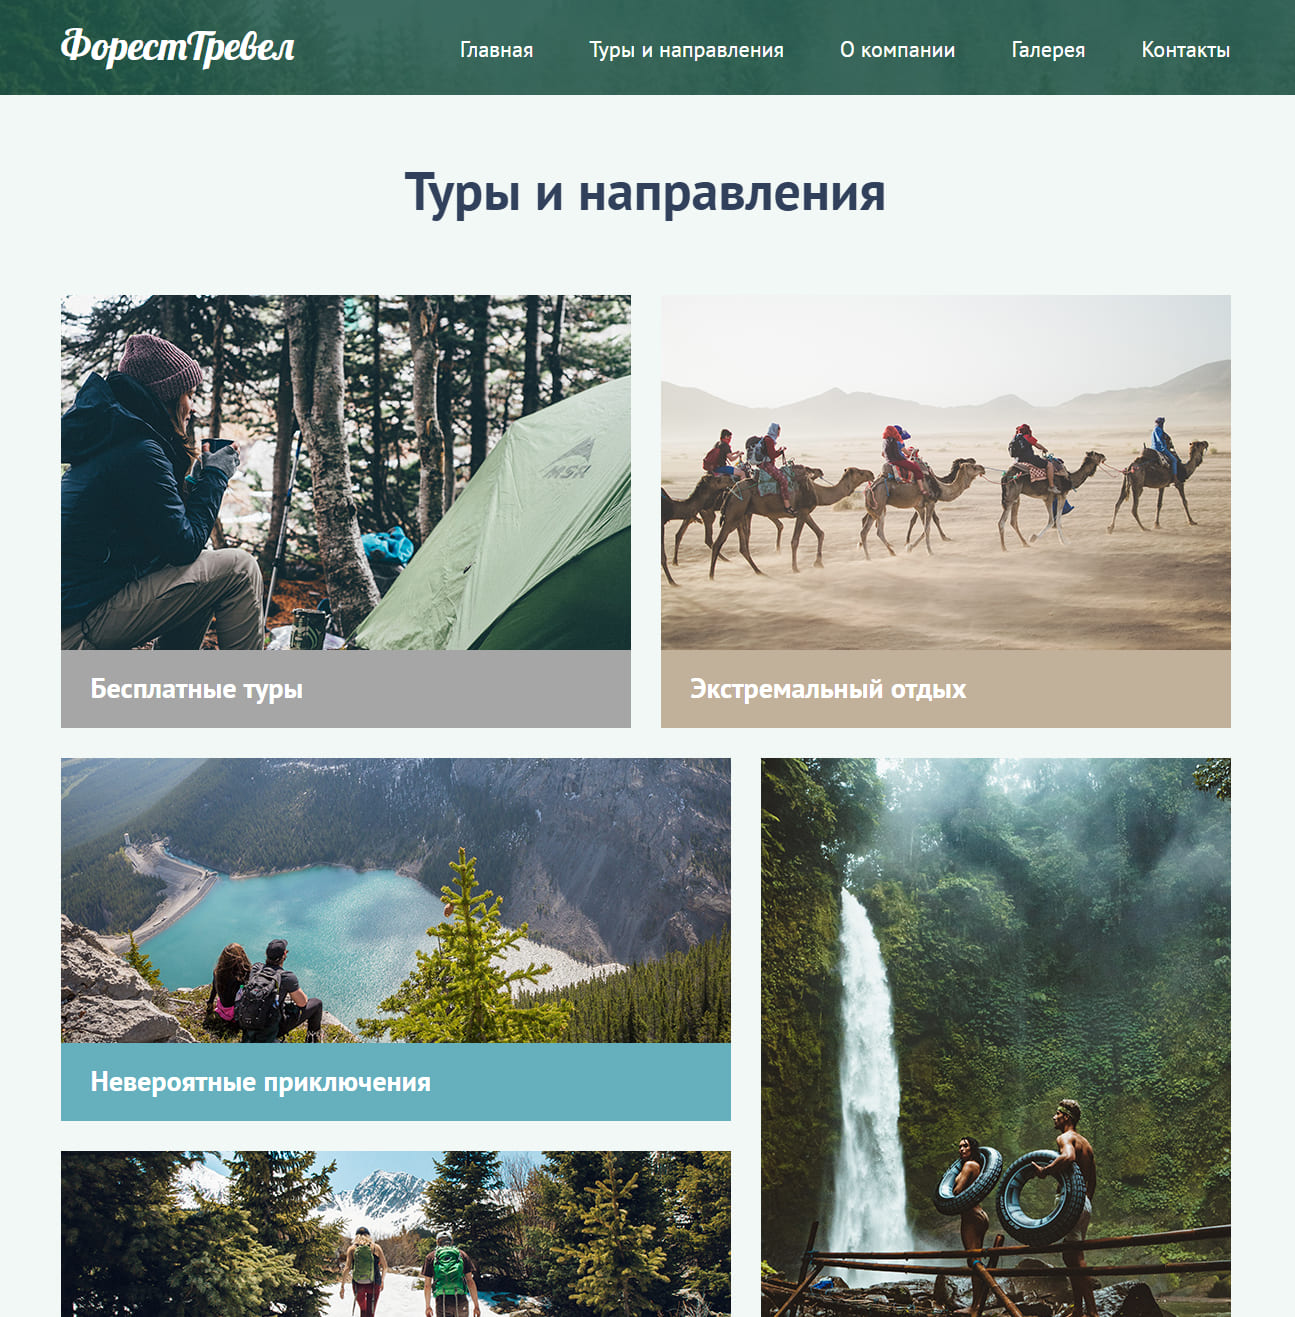 ФорестТревел
Главная
Туры и направления
О компании
Галерея
Контакты
Туры и направления
MSR
Бесплатные туры
Экстремальный отдых
Невероятные приключения